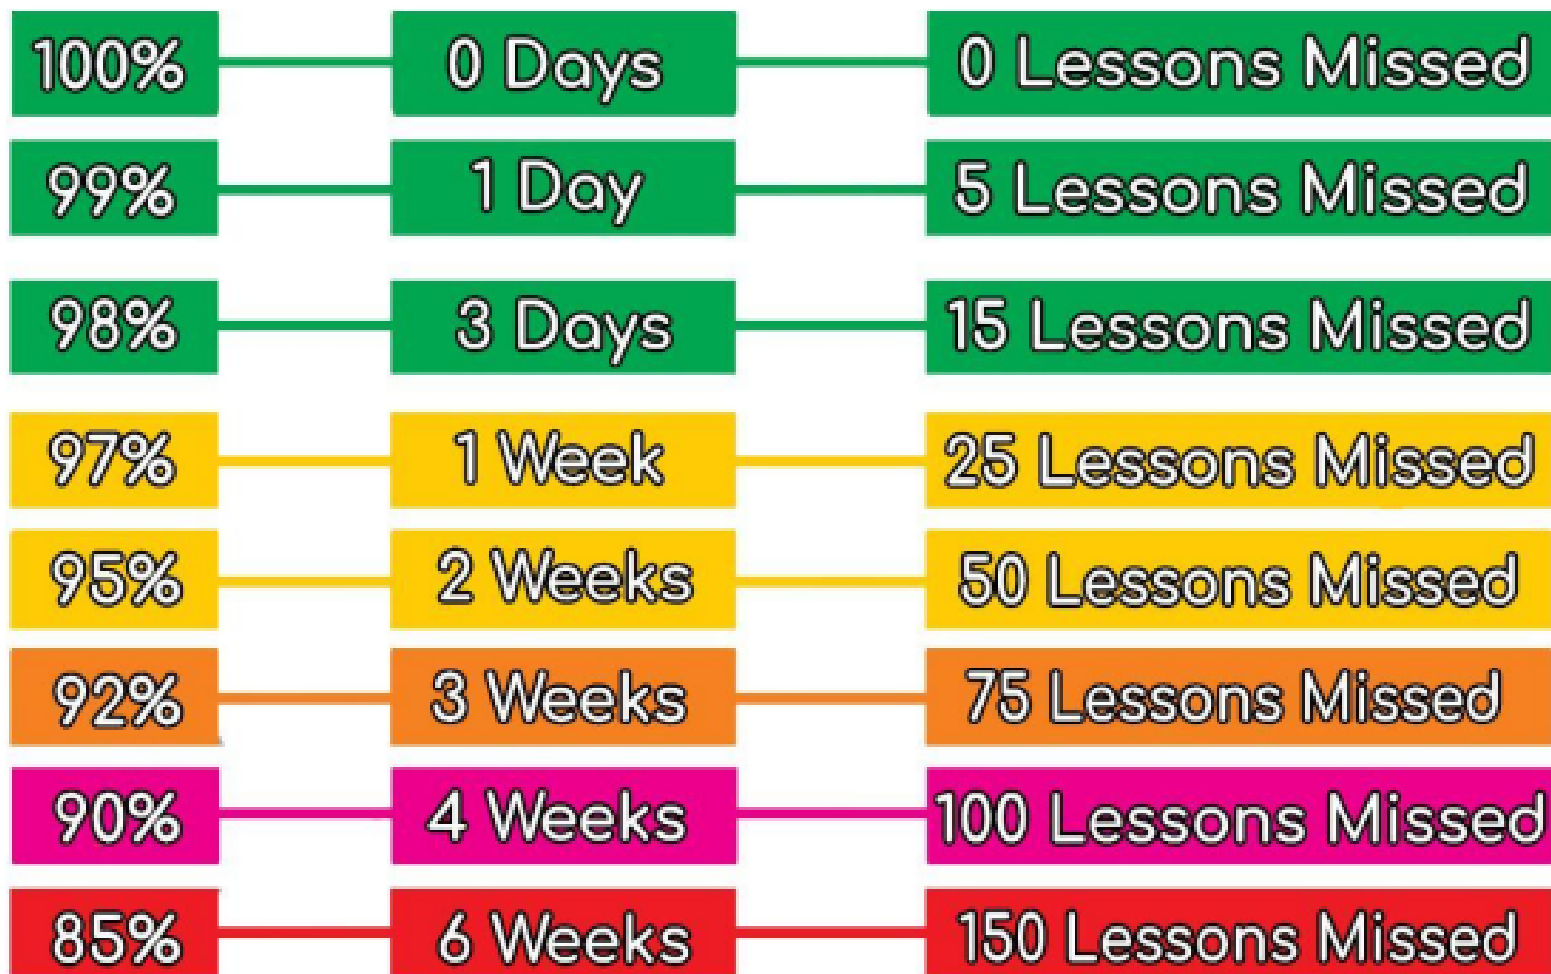 100% 0 Days 0 Lessons Missed
99% 1 Day 5 Lessons Missed
98% 3 Days 15 Lessons Missed
97% 1 Week 25 Lessons Missed
95% 2 Weeks 50 Lessons Missed
92% 3 Weeks 75 Lessons Missed
90% 4 Weeks 100 Lessons Missed
85% 6 Weeks 150 Lessons Missed